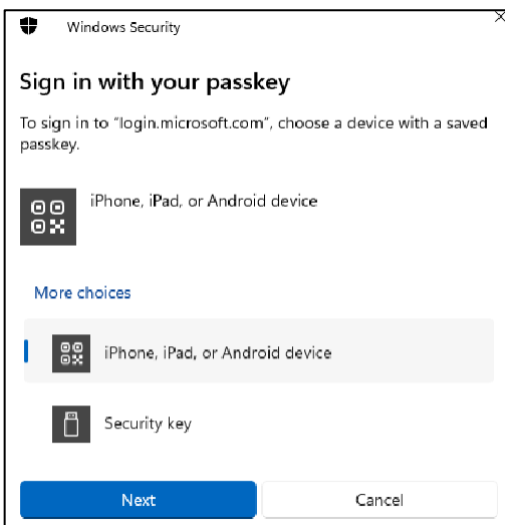 Windows Security
Sign in with your passkey
To sign in to "login.microsoft.com", choose a device with a saved
passkey.
iPhone, iPad, or Android device
More choices
iPhone, iPad, or Android device
Security key
Next
Cancel